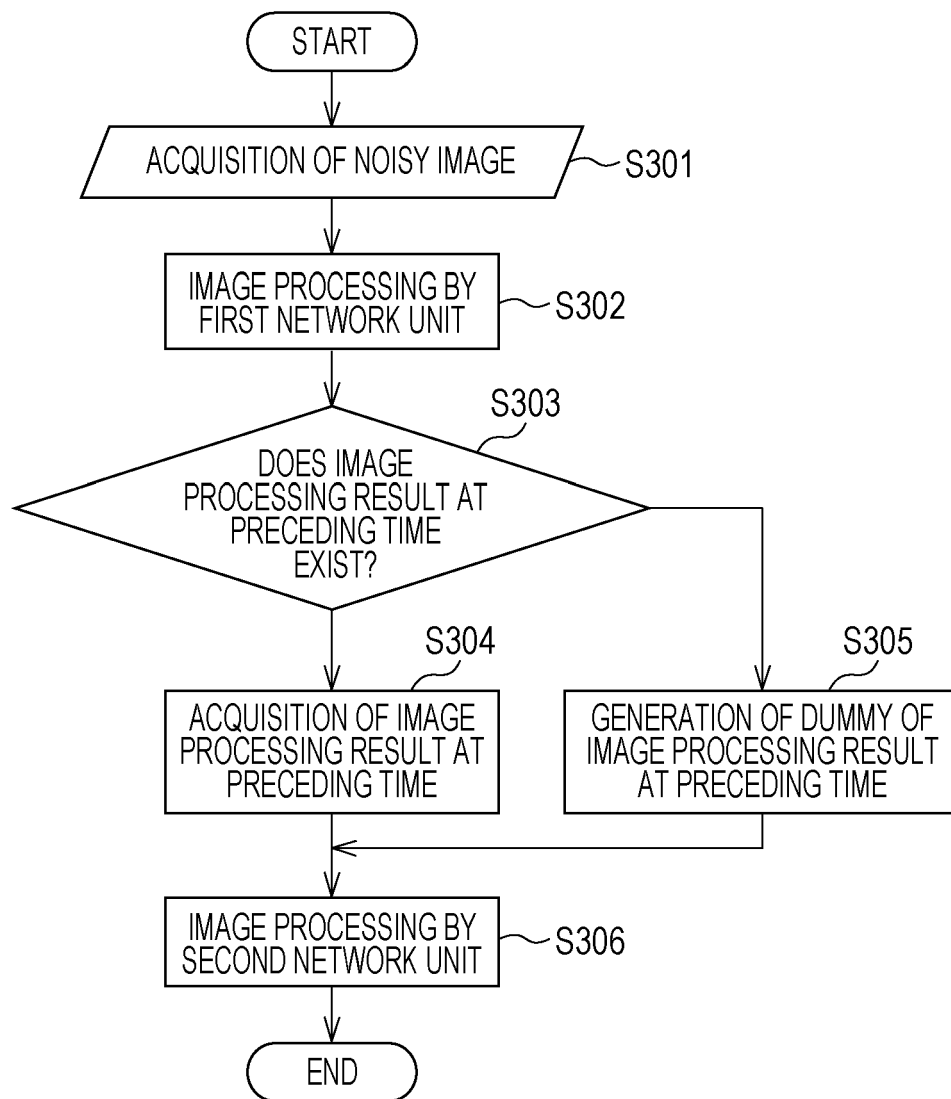 START
ACQUISITION OF NOISY IMAGE
S301
IMAGE PROCESSING BY
FIRST NETWORK UNIT
S302
S303
DOES IMAGE
PROCESSING RESULT AT
PRECEDING TIME
EXIST?
S304
ACQUISITION OF IMAGE
PROCESSING RESULT AT
PRECEDING TIME
S305
GENERATION OF DUMMY OF
IMAGE PROCESSING RESULT
AT PRECEDING TIME
IMAGE PROCESSING BY
SECOND NETWORK UNIT
S306
END